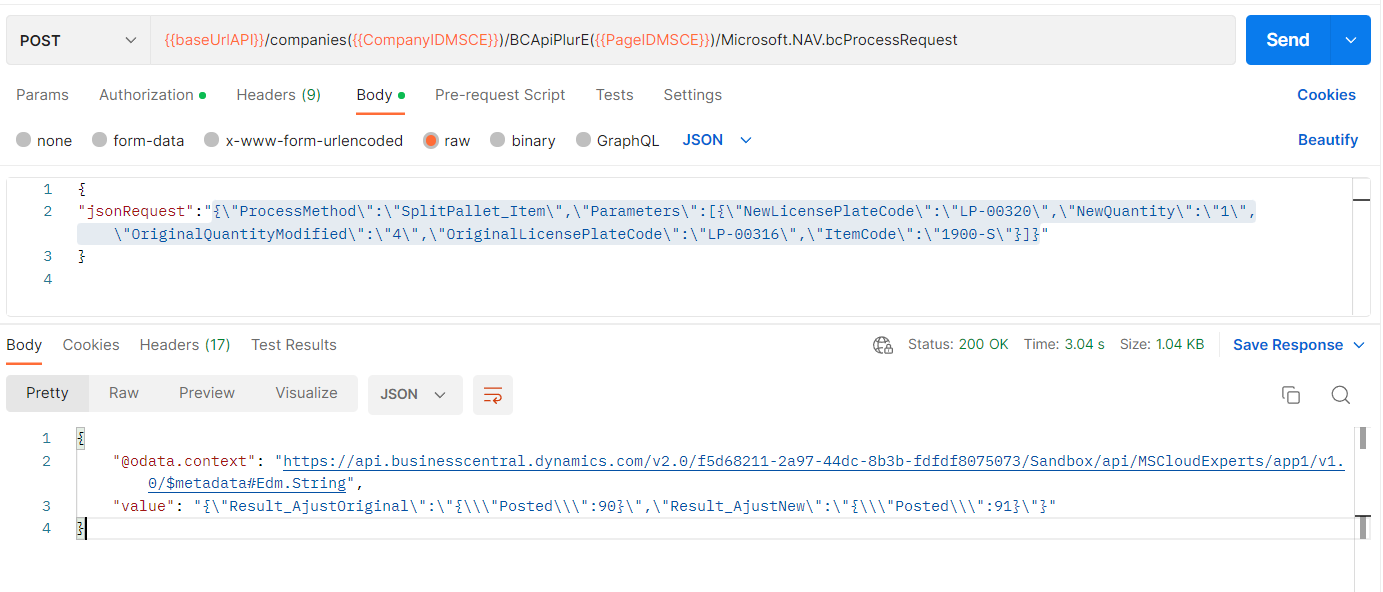 POST
{{baseUrlAPI}}/companies({{CompanyIDMSCE}})/BCApiPlurE({{PageIDMSCE}})/Microsoft.NAV.bcProcessRequest
Send
Params Authorization Headers (9) Body Pre-request Script Tests Settings Cookies
none form-data x-www-form-urlencoded raw binary GraphQL JSON Beautify
1 {
2 "jsonRequest":"{\"ProcessMethod\":\"SplitPallet_Item\",\"Parameters\":[{\"NewLicensePlateCode\":\"LP-00320\",\"NewQuantity\":\"1\",
\"OriginalQuantityModified\":\"4\",\"OriginalLicensePlateCode\":\"LP-00316\",\"ItemCode\":\"1900-S\"}]}"
3 }
4
Body Cookies Headers (17) Test Results Status: 200 OK Time: 3.04 s Size: 1.04 KB Save Response
Pretty Raw Preview Visualize JSON
1 {
2 "@odata.context": "https://api.businesscentral.dynamics.com/v2.0/f5d68211-2a97-44dc-8b3b-fdfdf8075073/Sandbox/api/MSCloudExperts/app1/v1.
0/$metadata#Edm.String",
3 "value": "{\"Result_AjustOriginal\":\"{\\\"Posted\\\":90}\",\"Result_AjustNew\":\"{\\\"Posted\\\":91}\"}"
4 }